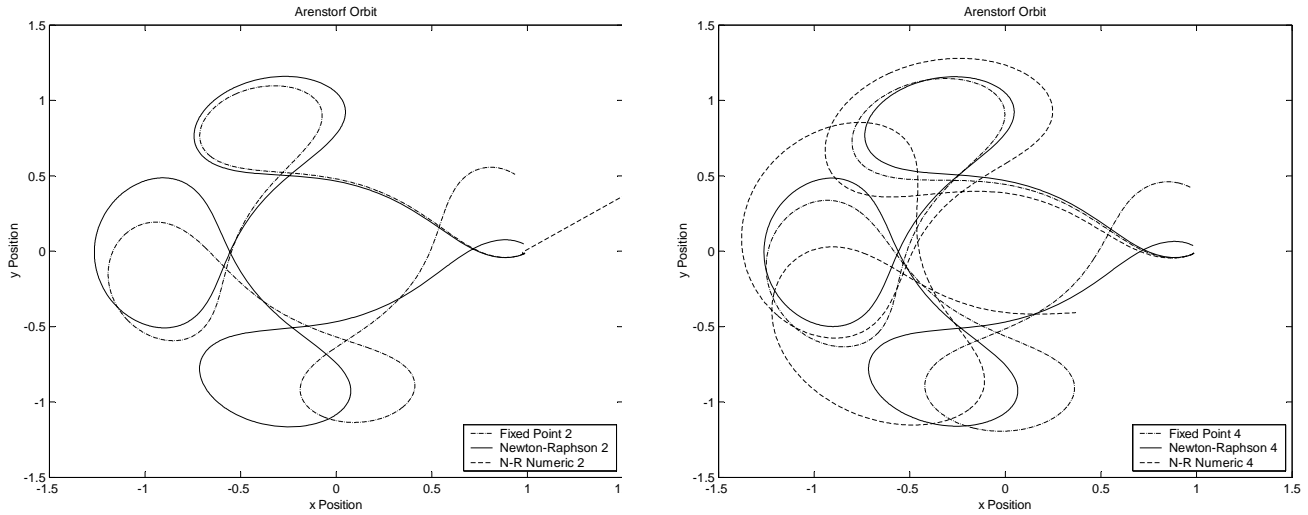 Arenstorf Orbit
1.5
1
0.5
0
-0.5
-1
-1.5
y Position
-1.5
-1
-0.5
0
0.5
1
1
x Position
Fixed Point 2
Newton-Raphson 2
N-R Numeric 2
Arenstorf Orbit
1.5
1
0.5
0
-0.5
-1
-1.5
y Position
-1.5
-1
-0.5
0
0.5
1
1.5
x Position
Fixed Point 4
Newton-Raphson 4
N-R Numeric 4